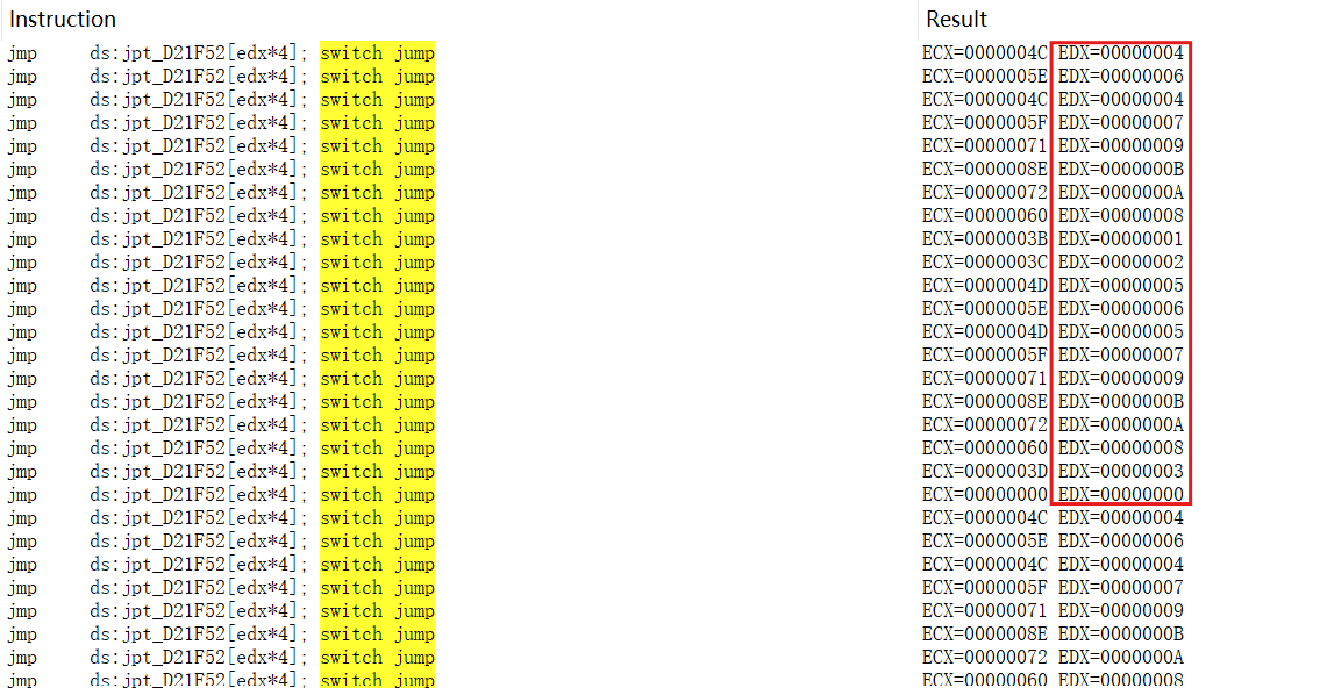 Instruction Result
jmp ds:jpt_D21F52[edx*4]; switch jump ECX=0000004C EDX=00000004
jmp ds:jpt_D21F52[edx*4]; switch jump ECX=0000005E EDX=00000006
jmp ds:jpt_D21F52[edx*4]; switch jump ECX=0000004C EDX=00000004
jmp ds:jpt_D21F52[edx*4]; switch jump ECX=0000005F EDX=00000007
jmp ds:jpt_D21F52[edx*4]; switch jump ECX=00000071 EDX=00000009
jmp ds:jpt_D21F52[edx*4]; switch jump ECX=0000008E EDX=0000000B
jmp ds:jpt_D21F52[edx*4]; switch jump ECX=00000072 EDX=0000000A
jmp ds:jpt_D21F52[edx*4]; switch jump ECX=00000060 EDX=00000008
jmp ds:jpt_D21F52[edx*4]; switch jump ECX=0000003B EDX=00000001
jmp ds:jpt_D21F52[edx*4]; switch jump ECX=0000003C EDX=00000002
jmp ds:jpt_D21F52[edx*4]; switch jump ECX=0000004D EDX=00000005
jmp ds:jpt_D21F52[edx*4]; switch jump ECX=0000005E EDX=00000006
jmp ds:jpt_D21F52[edx*4]; switch jump ECX=0000004D EDX=00000005
jmp ds:jpt_D21F52[edx*4]; switch jump ECX=0000005F EDX=00000007
jmp ds:jpt_D21F52[edx*4]; switch jump ECX=00000071 EDX=00000009
jmp ds:jpt_D21F52[edx*4]; switch jump ECX=0000008E EDX=0000000B
jmp ds:jpt_D21F52[edx*4]; switch jump ECX=00000072 EDX=0000000A
jmp ds:jpt_D21F52[edx*4]; switch jump ECX=00000060 EDX=00000008
jmp ds:jpt_D21F52[edx*4]; switch jump ECX=0000003D EDX=00000003
jmp ds:jpt_D21F52[edx*4]; switch jump ECX=00000000 EDX=00000000
jmp ds:jpt_D21F52[edx*4]; switch jump ECX=0000004C EDX=00000004
jmp ds:jpt_D21F52[edx*4]; switch jump ECX=0000005E EDX=00000006
jmp ds:jpt_D21F52[edx*4]; switch jump ECX=0000004C EDX=00000004
jmp ds:jpt_D21F52[edx*4]; switch jump ECX=0000005F EDX=00000007
jmp ds:jpt_D21F52[edx*4]; switch jump ECX=00000071 EDX=00000009
jmp ds:jpt_D21F52[edx*4]; switch jump ECX=0000008E EDX=0000000B
jmp ds:jpt_D21F52[edx*4]; switch jump ECX=00000072 EDX=0000000A
jmp ds:jpt_D21F52[edx*4]; switch jump ECX=00000060 EDX=00000008